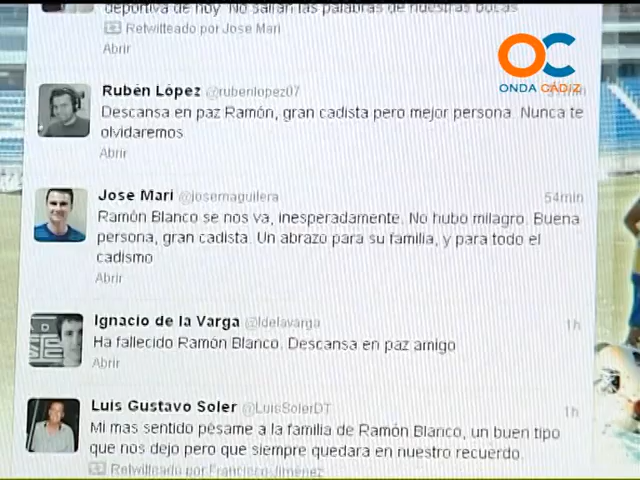 deportiva de hoy. No saldrán las palabras de nuestras bocas
Retwitteado por Jose Mari
Abrir
OC
ONDA CÁDIZ
Rubén López @rubenlopez07
Descansa en paz Ramón, gran cadista pero mejor persona. Nunca te
olvidaremos
Abrir
Jose Mari @josemaguilera 54min
Ramón Blanco se nos va, inesperadamente. No hubo milagro. Buena
persona, gran cadista. Un abrazo para su familia, y para todo el
cadismo
Abrir
Ignacio de la Varga @Idelavarga 1h
Ha fallecido Ramón Blanco. Descansa en paz amigo
Abrir
Luis Gustavo Soler @LuisSolerDT 1h
Mi mas sentido pésame a la familia de Ramón Blanco, un buen tipo
que nos dejo pero que siempre quedara en nuestro recuerdo.
Retwitteado por Francisco Jiménez